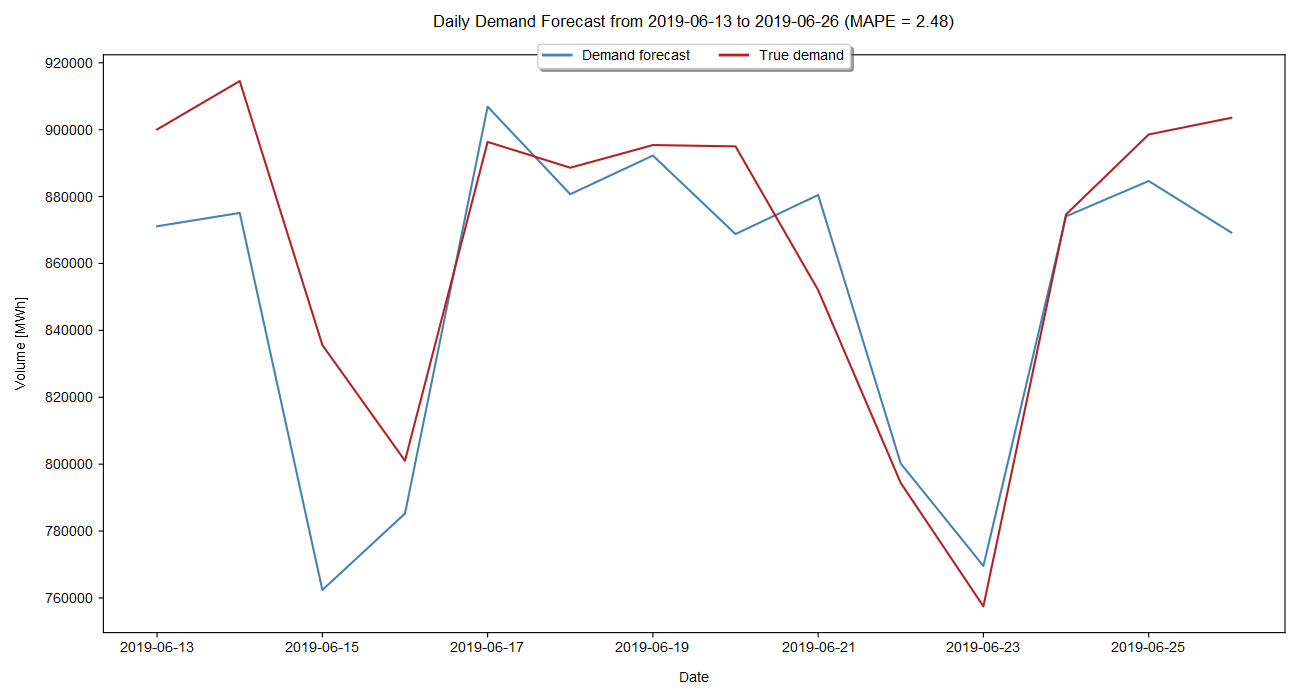 Daily Demand Forecast from 2019-06-13 to 2019-06-26 (MAPE = 2.48)
Demand forecast True demand
920000
900000
880000
860000
840000
820000
800000
780000
760000
Volume [MWh]
2019-06-13 2019-06-15 2019-06-17 2019-06-19 2019-06-21 2019-06-23 2019-06-25
Date